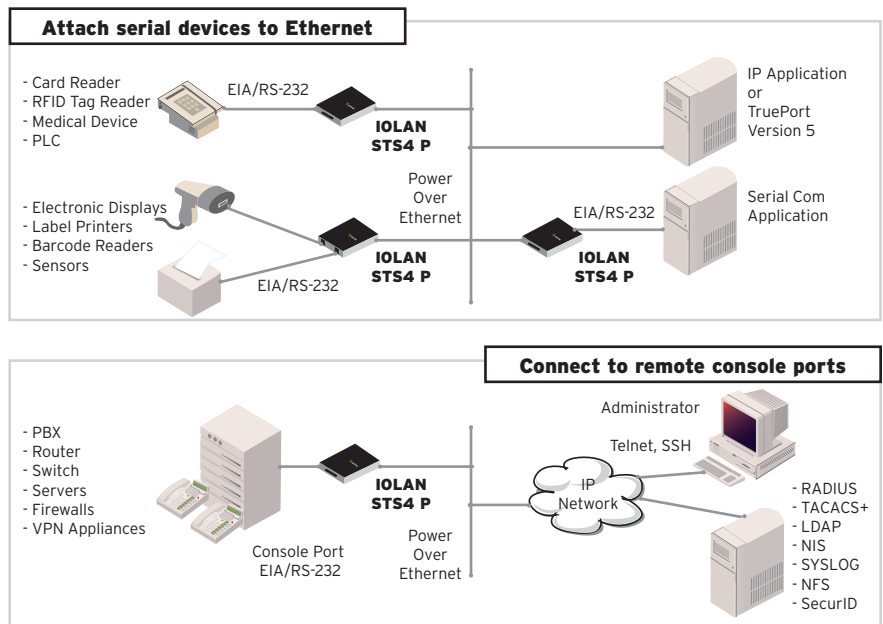 Attach serial devices to Ethernet
- Card Reader
- RFID Tag Reader
- Medical Device
- PLC
EIA/RS-232
IOLAN
STS4 P
IP Application
or
TruePort
Version 5
- Electronic Displays
- Label Printers
- Barcode Readers
- Sensors
EIA/RS-232
IOLAN
STS4 P
Power
Over
Ethernet
IOLAN
STS4 P
EIA/RS-232
Serial Com
Application
Connect to remote console ports
- PBX
- Router
- Switch
- Servers
- Firewalls
- VPN Appliances
Console Port
EIA/RS-232
IOLAN
STS4 P
Power
Over
Ethernet
IP
Network
Administrator
Telnet, SSH
- RADIUS
- TACACS+
- LDAP
- NIS
- SYSLOG
- NFS
- SecurID